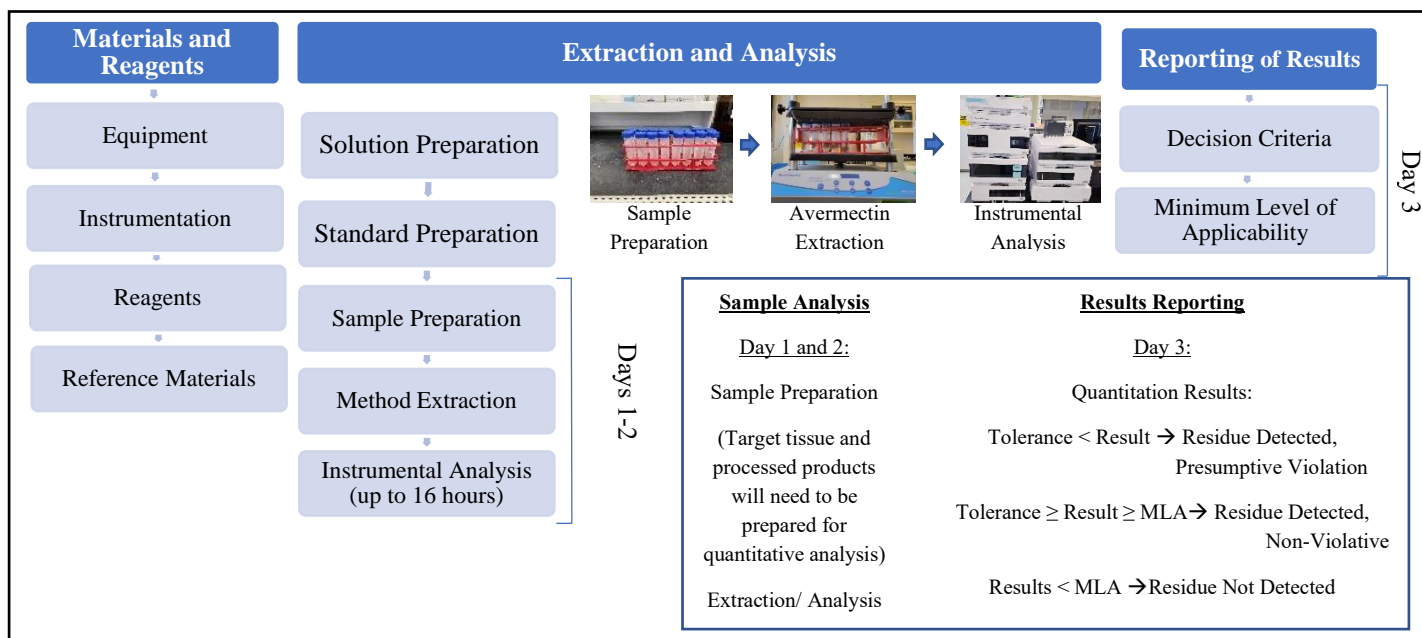 Materials and
Reagents
Equipment
Instrumentation
Reagents
Reference Materials
Extraction and Analysis
Solution Preparation
Standard Preparation
Sample Preparation
Method Extraction
Instrumental Analysis
(up to 16 hours)
Days 1-2
Sample
Preparation
Avermectin
Extraction
Instrumental
Analysis
Reporting of Results
Decision Criteria
Minimum Level of
Applicability
Day 3
Sample Analysis
Day 1 and 2:
Sample Preparation
(Target tissue and
processed products
will need to be
prepared for
quantitative analysis)
Extraction/ Analysis
Results Reporting
Day 3:
Quantitation Results:
Tolerance < Result → Residue Detected,
Presumptive Violation
Tolerance ≥ Result ≥ MLA→ Residue Detected,
Non-Violative
Results < MLA →Residue Not Detected